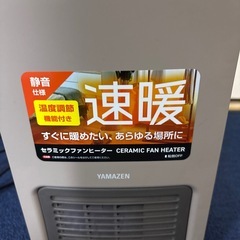 静音
仕様
温度調節
機能付き
速暖
すぐに暖めたい、あらゆる場所に
セラミックファンヒーター CERAMIC FAN HEATER
YAMAZEN